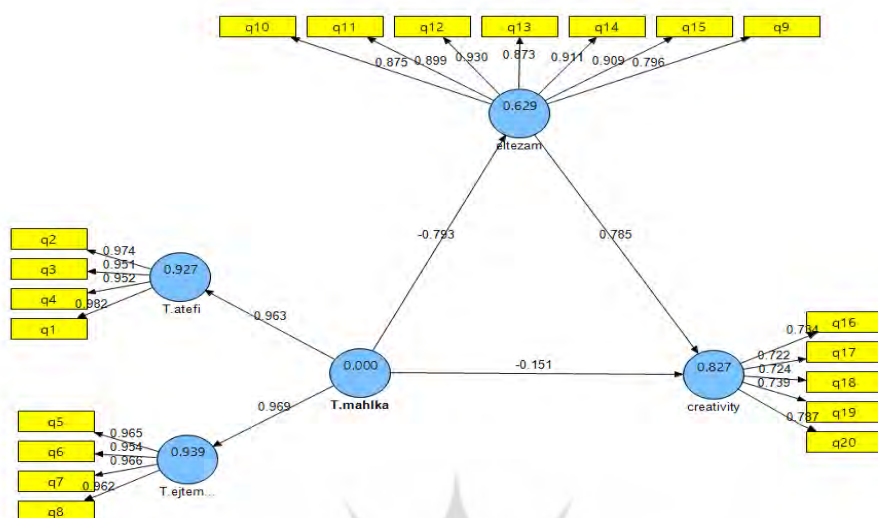 q10 q11 q12 q13 q14 q15 q9
0.875 0.899 0.930 0.873 0.911 0.909 0.796
0.629
eltezam
-0.793
0.785
q2
q3
q4
q1
0.974
0.951
0.952
0.982
0.927
T.atefi
0.963
0.000
T.mahlka
-0.151
0.969
q5
q6
q7
q8
0.965
0.954
0.966
0.962
0.939
T.ejtem...
0.827
creativity
0.734
0.722
0.724
0.739
0.787
q16
q17
q18
q19
q20